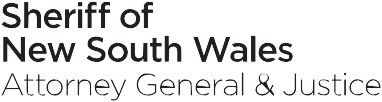 Sheriff of
New South Wales
Attorney General & Justice